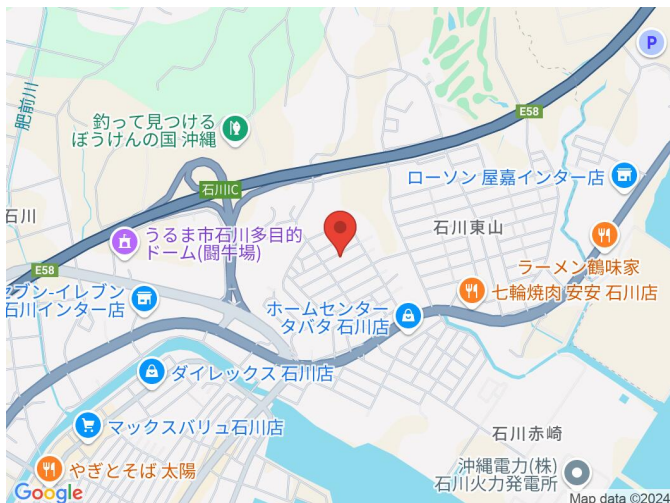 肥前川
釣って見つける
ぼうけんの国 沖縄
P
E58
石川IC
ローソン 屋嘉インター店
石川
うるま市石川多目的
ドーム(闘牛場)
石川東山
ラーメン鶴味家
E58
セブン-イレブン
石川インター店
七輪焼肉 安安 石川店
ホームセンター
タバタ 石川店
ダイレックス 石川店
マックスバリュ石川店
石川赤崎
やぎとそば 太陽
沖縄電力(株)
石川火力発電所
Google
Map data ©2024